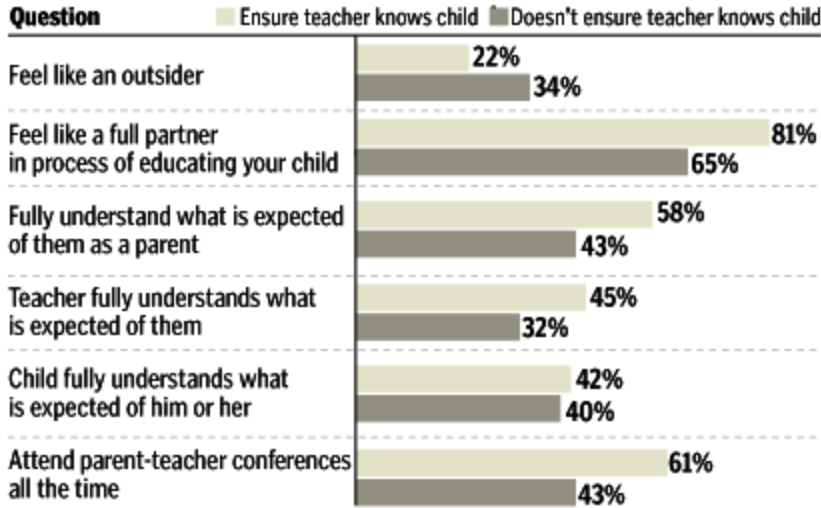 Question
Ensure teacher knows child
Doesn't ensure teacher knows child
Feel like an outsider
22%
34%
Feel like a full partner
in process of educating your child
81%
65%
Fully understand what is expected
of them as a parent
58%
43%
Teacher fully understands what
is expected of them
45%
32%
Child fully understands what
is expected of him or her
42%
40%
Attend parent-teacher conferences
all the time
61%
43%